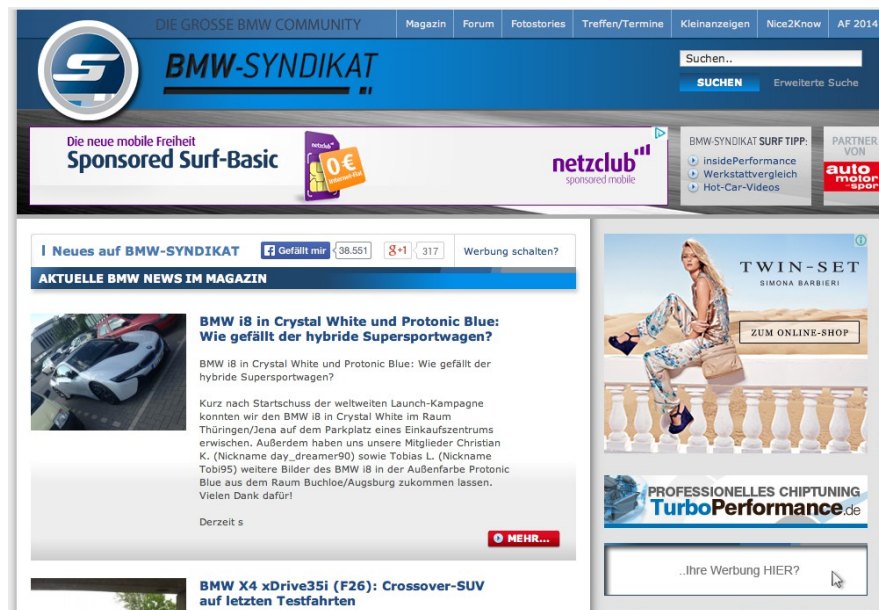 DIE GROSSE BMW COMMUNITY
Magazin Forum Fotostories Treffen/Termine Kleinanzeigen Nice2Know AF 2014
S
BMW-SYNDIKAT
Suchen..
SUCHEN Erweiterte Suche
Die neue mobile Freiheit
Sponsored Surf-Basic
netzclub
0€
Internet-Flat
netzclub
sponsored mobile
BMW-SYNDIKAT SURF TIPP:
insidePerformance
Werkstattvergleich
Hot-Car-Videos
PARTNER
VON
auto
motor
-spor
Neues auf BMW-SYNDIKAT
Gefällt mir 38.551
g+1 317
Werbung schalten?
AKTUELLE BMW NEWS IM MAGAZIN
BMW i8 in Crystal White und Protonic Blue:
Wie gefällt der hybride Supersportwagen?
BMW i8 in Crystal White und Protonic Blue: Wie gefällt der
hybride Supersportwagen?
Kurz nach Startschuss der weltweiten Launch-Kampagne
konnten wir den BMW i8 in Crystal White im Raum
Thüringen/Jena auf dem Parkplatz eines Einkaufszentrums
erwischen. Außerdem haben uns unsere Mitglieder Christian
K. (Nickname day_dreamer90) sowie Tobias L. (Nickname
Tobi95) weitere Bilder des BMW i8 in der Außenfarbe Protonic
Blue aus dem Raum Buchloe/Augsburg zukommen lassen.
Vielen Dank dafür!
Derzeit s
MEHR...
BMW X4 xDrive35i (F26): Crossover-SUV
auf letzten Testfahrten
TWIN-SET
SIMONA BARBIERI
ZUM ONLINE-SHOP
PROFESSIONELLES CHIPTUNING
TurboPerformance.de
..Ihre Werbung HIER?